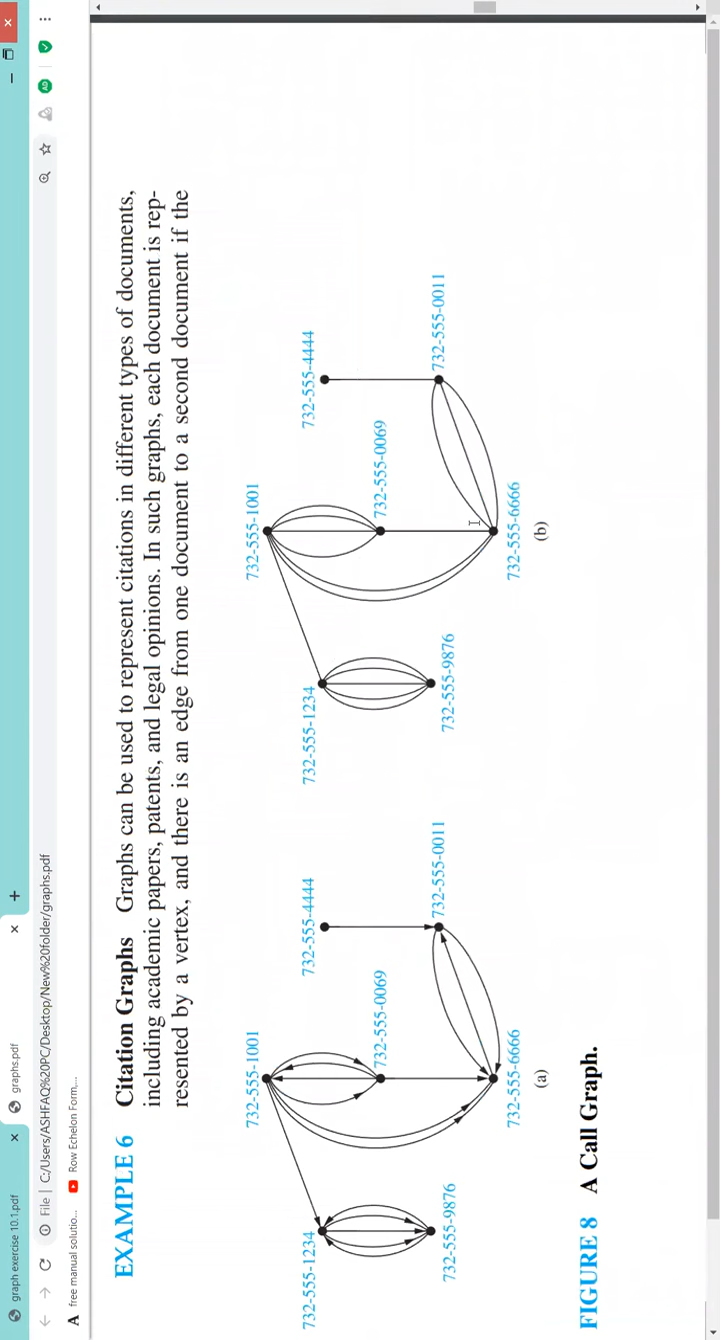 graph exercise 10.1.pdf
graphs.pdf
File | C:/Users/ASHFAQ%20PC/Desktop/New%20folder/graphs.pdf
free manual solutio...
Row Echelon Form,...
EXAMPLE 6 Citation Graphs Graphs can be used to represent citations in different types of documents,
including academic papers, patents, and legal opinions. In such graphs, each document is rep-
resented by a vertex, and there is an edge from one document to a second document if the
732-555-1001
732-555-1234
732-555-4444
732-555-0069
732-555-9876
732-555-0011
732-555-6666
(a)
732-555-1001
732-555-1234
732-555-4444
732-555-0069
732-555-9876
732-555-0011
732-555-6666
(b)
FIGURE 8 A Call Graph.